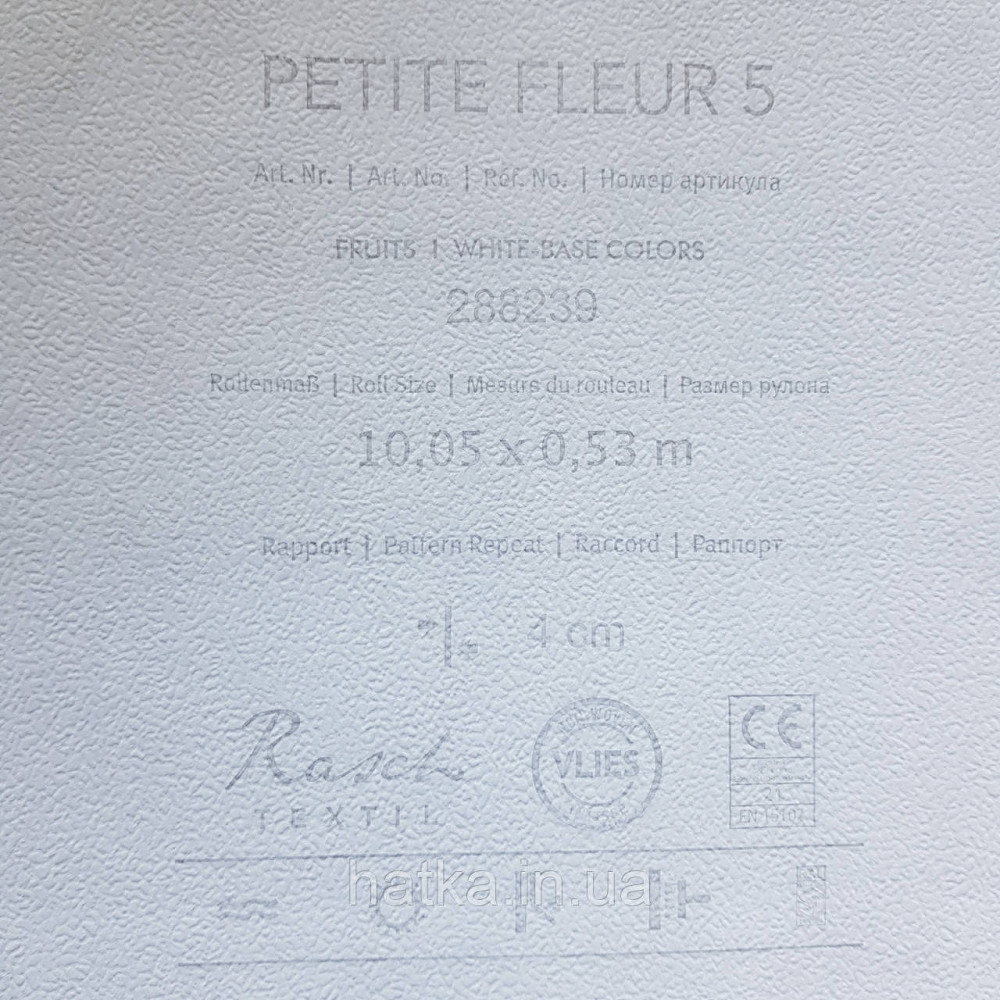 PETITE FLEUR 5
Art. Nr. | Art. No. | Réf. No. | Номер артикула
FRUITS | WHITE-BASE COLORS
288239
Rollenmaß | Roll Size | Mesure du rouleau | Размер рулона
10,05 x 0,53 m
Rapport | Pattern Repeat | Raccord | Раппорт
4 cm
Rasch
TEXTIL
VLIES
CE
21
EN 15102
hatka.in.ua